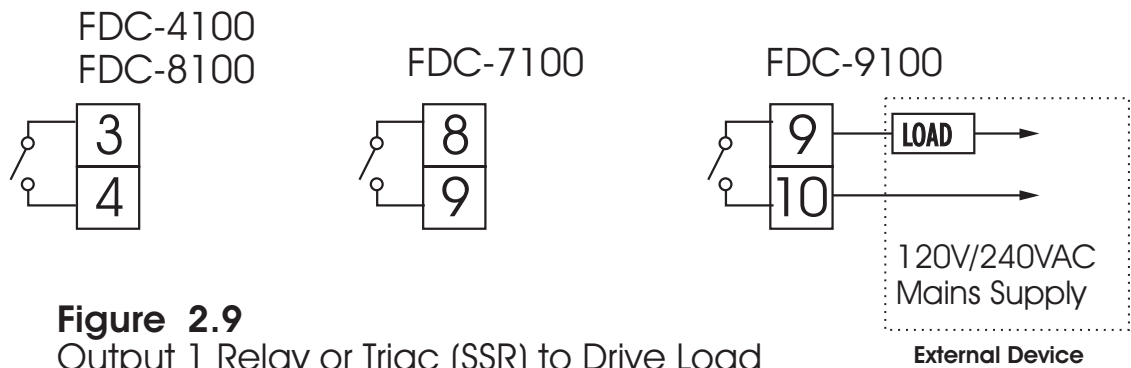 FDC-4100
FDC-8100
FDC-7100
FDC-9100
3
4
8
9
9
10
LOAD
120V/240VAC
Mains Supply
External Device
Figure 2.9
Output 1 Relay or Triac (SSR) to Drive Load